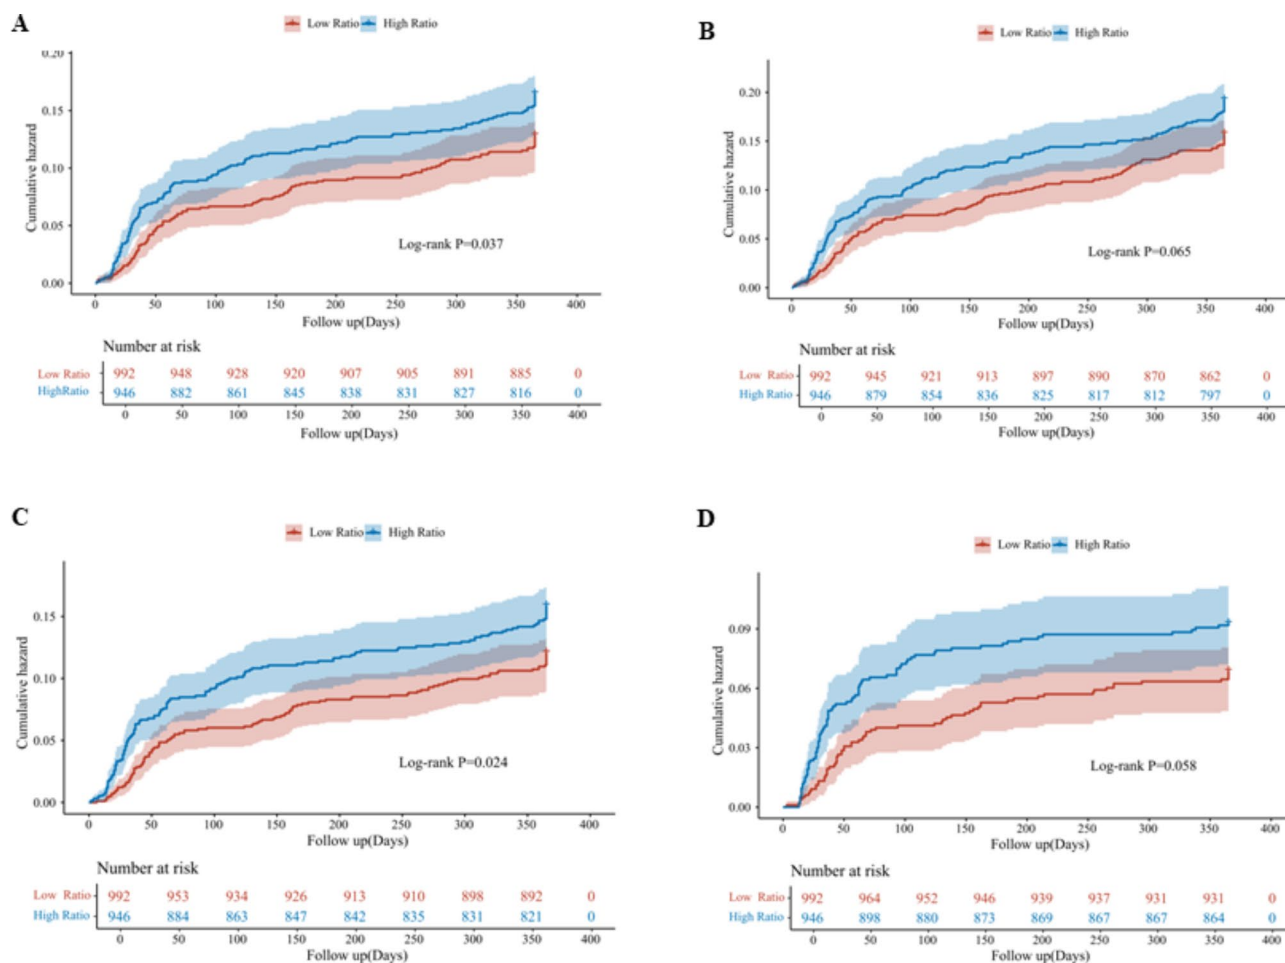 A
Low Ratio High Ratio
0.20
0.15
0.10
0.05
0.00
Cumulative hazard
Log-rank P=0.037
0 50 100 150 200 250 300 350 400
Follow up(Days)
Number at risk
Low Ratio 992 948 928 920 907 905 891 885 0
HighRatio 946 882 861 845 838 831 827 816 0
0 50 100 150 200 250 300 350 400
Follow up(Days)
B
Low Ratio High Ratio
0.20
0.15
0.10
0.05
0.00
Cumulative hazard
Log-rank P=0.065
0 50 100 150 200 250 300 350 400
Follow up(Days)
Number at risk
Low Ratio 992 945 921 913 897 890 870 862 0
High Ratio 946 879 854 836 825 817 812 797 0
0 50 100 150 200 250 300 350 400
Follow up(Days)
C
Low Ratio High Ratio
0.15
0.10
0.05
0.00
Cumulative hazard
Log-rank P=0.024
0 50 100 150 200 250 300 350 400
Follow up(Days)
Number at risk
Low Ratio 992 953 934 926 913 910 898 892 0
High Ratio 946 884 863 847 842 835 831 821 0
0 50 100 150 200 250 300 350 400
Follow up(Days)
D
Low Ratio High Ratio
0.09
0.06
0.03
0.00
Cumulative hazard
Log-rank P=0.058
0 50 100 150 200 250 300 350 400
Follow up(Days)
Number at risk
Low Ratio 992 964 952 946 939 937 931 931 0
High Ratio 946 898 880 873 869 867 867 864 0
0 50 100 150 200 250 300 350 400
Follow up(Days)